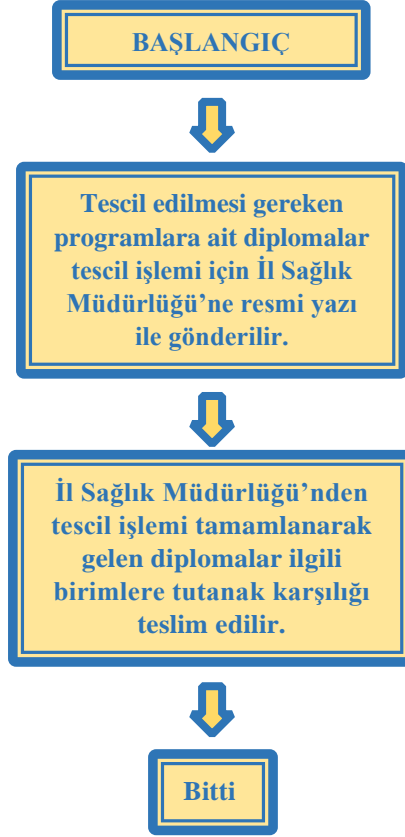 BAŞLANGIÇ
Tescil edilmesi gereken
programlara ait diplomalar
tescil işlemi için İl Sağlık
Müdürlüğü’ne resmi yazı
ile gönderilir.
İl Sağlık Müdürlüğü’nden
tescil işlemi tamamlanarak
gelen diplomalar ilgili
birimlere tutanak karşılığı
teslim edilir.
Bitti